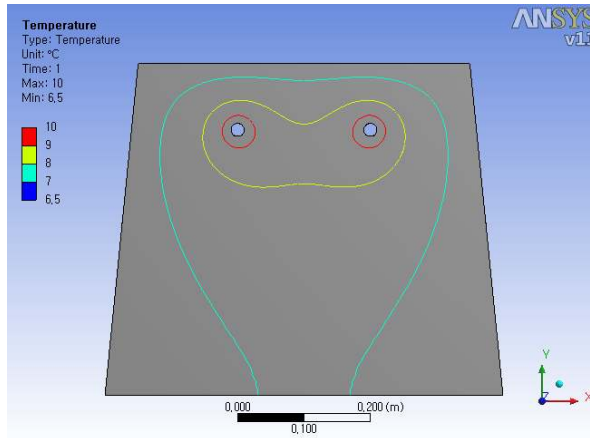 Temperature
Type: Temperature
Unit: °C
Time: 1
Max: 10
Min: 6,5
10
9
8
7
6,5
ANSYS
v11
0,000
0,200 (m)
0,100
Y
Z
X